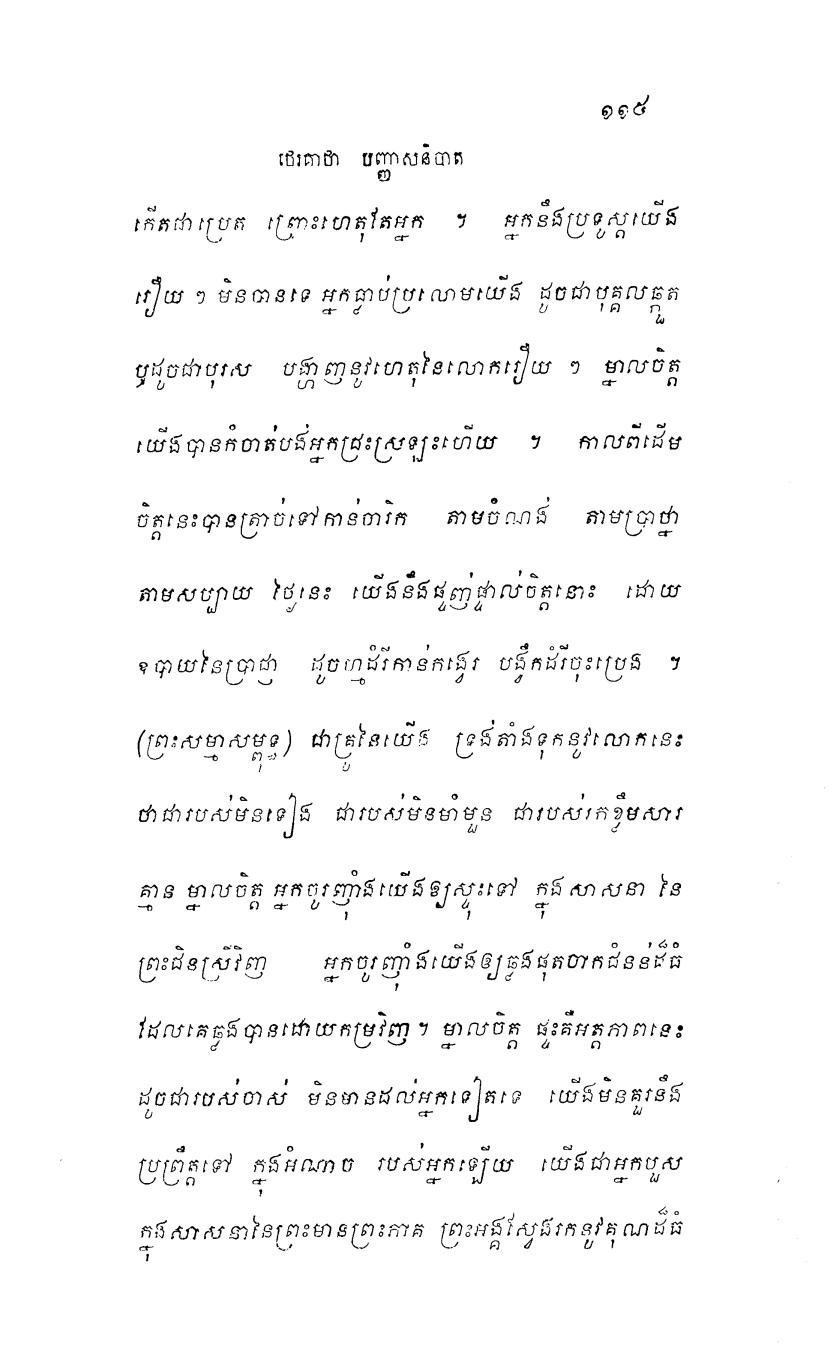 ១១៥
ថេរគាថា បញ្ញាសនិបាត
កើតជាប្រេត ព្រោះហេតុតែអ្នក ។ អ្នកនឹងប្រទូស្តយើង
រឿយ ៗ មិនបានទេ អ្នកធ្លាប់ប្រលោមយើង ដូចជាបុគ្គលឆ្កួត
ឬដូចជាបុរស បង្ហាញនូវហេតុនៃលោករឿយ ៗ ម្នាលចិត្ត
យើងបានកំចាត់បង់អ្នកជ្រះស្រឡះហើយ ។ កាលពីដើម
ចិត្តនេះបានត្រាច់ទៅកាន់ចារិក តាមចំណង់ តាមប្រាថ្នា
តាមសប្បាយ ថ្ងៃនេះ យើងនឹងផ្ទញ់ផ្ទាល់ចិត្តនោះ ដោយ
ឧបាយនៃប្រាជ្ញា ដូចហ្មដំរីកាន់កង្វេរ បង្វឹកដំរីចុះប្រេង ។
(ព្រះសម្មាសម្ពុទ្ធ) ជាគ្រូនៃយើង ទ្រង់តាំងទុកនូវលោកនេះ
ថាជារបស់មិនទៀង ជារបស់មិនមាំមួន ជារបស់រកខ្លឹមសារ
គ្មាន ម្នាលចិត្ត អ្នកចូរញ៉ាំងយើងឲ្យស្ទុះទៅ ក្នុងសាសនា នៃ
ព្រះជិនស្រីវិញ អ្នកចូរញ៉ាំងយើងឲ្យឆ្លងផុតចាកជំនន់ដ៏ធំ
ដែលគេឆ្លងបានដោយកម្រវិញ ។ ម្នាលចិត្ត ផ្ទះគឺអត្តភាពនេះ
ដូចជារបស់ចាស់ មិនមានដល់អ្នកទៀតទេ យើងមិនគួរនឹង
ប្រព្រឹត្តទៅ ក្នុងអំណាច របស់អ្នកឡើយ យើងជាអ្នកបួស
ក្នុងសាសនានៃព្រះមានព្រះភាគ ព្រះអង្គស្វែងរកនូវគុណដ៏ធំ